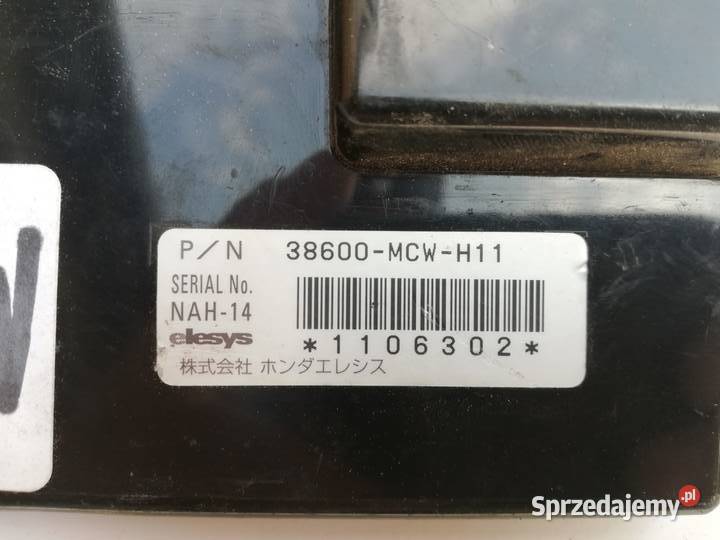 P/N 38600-MCW-H11
SERIAL No.
NAH-14
elesys *1106302*
株式会社 ホンダエレシス
Sprzedajemy.pl